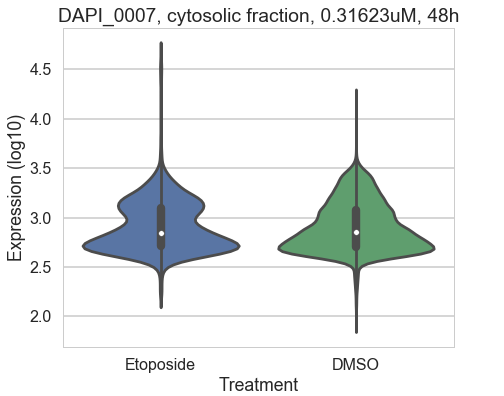 DAPI_0007, cytosolic fraction, 0.31623uM, 48h
Expression (log10)
4.5
4.0
3.5
3.0
2.5
2.0
Etoposide DMSO
Treatment